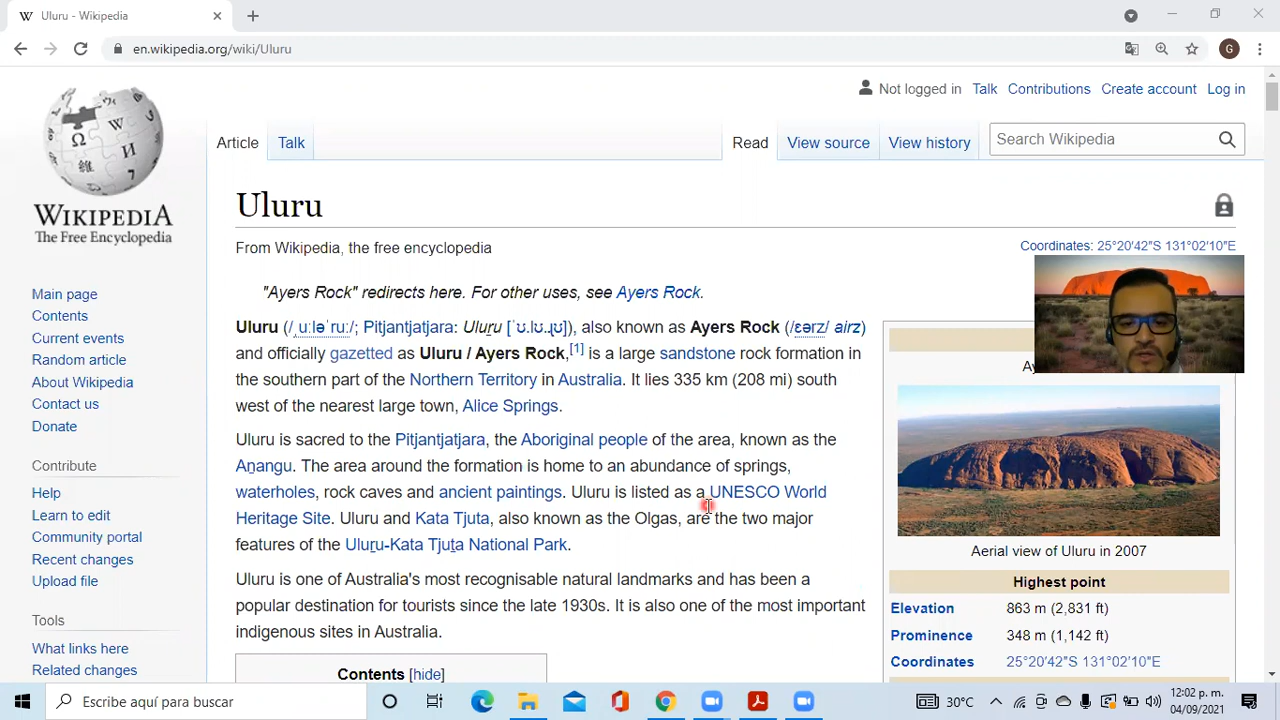 Uluru - Wikipedia
en.wikipedia.org/wiki/Uluru
G
Not logged in Talk Contributions Create account Log in
Article Talk Read View source View history Search Wikipedia
WIKIPEDIA
The Free Encyclopedia
Main page
Contents
Current events
Random article
About Wikipedia
Contact us
Donate
Contribute
Help
Learn to edit
Community portal
Recent changes
Upload file
Tools
What links here
Related changes
Uluru
From Wikipedia, the free encyclopedia
Coordinates: 25°20′42″S 131°02′10″E
"Ayers Rock" redirects here. For other uses, see Ayers Rock.
Uluru (/ˌuːləˈruː/; Pitjantjatjara: Uluṟu [ˈʊlʊɻʊ]), also known as Ayers Rock (/ɛərz/ airz)
and officially gazetted as Uluru / Ayers Rock,[1] is a large sandstone rock formation in
the southern part of the Northern Territory in Australia. It lies 335 km (208 mi) south
west of the nearest large town, Alice Springs.
Uluru is sacred to the Pitjantjatjara, the Aboriginal people of the area, known as the
Aṉangu. The area around the formation is home to an abundance of springs,
waterholes, rock caves and ancient paintings. Uluru is listed as a UNESCO World
Heritage Site. Uluru and Kata Tjuta, also known as the Olgas, are the two major
features of the Uluṟu-Kata Tjuṯa National Park.
Uluru is one of Australia's most recognisable natural landmarks and has been a
popular destination for tourists since the late 1930s. It is also one of the most important
indigenous sites in Australia.
Contents [hide]
Aerial view of Uluru in 2007
Highest point
Elevation 863 m (2,831 ft)
Prominence 348 m (1,142 ft)
Coordinates 25°20′42″S 131°02′10″E
Escribe aquí para buscar
30°C
12:02 p. m.
04/09/2021